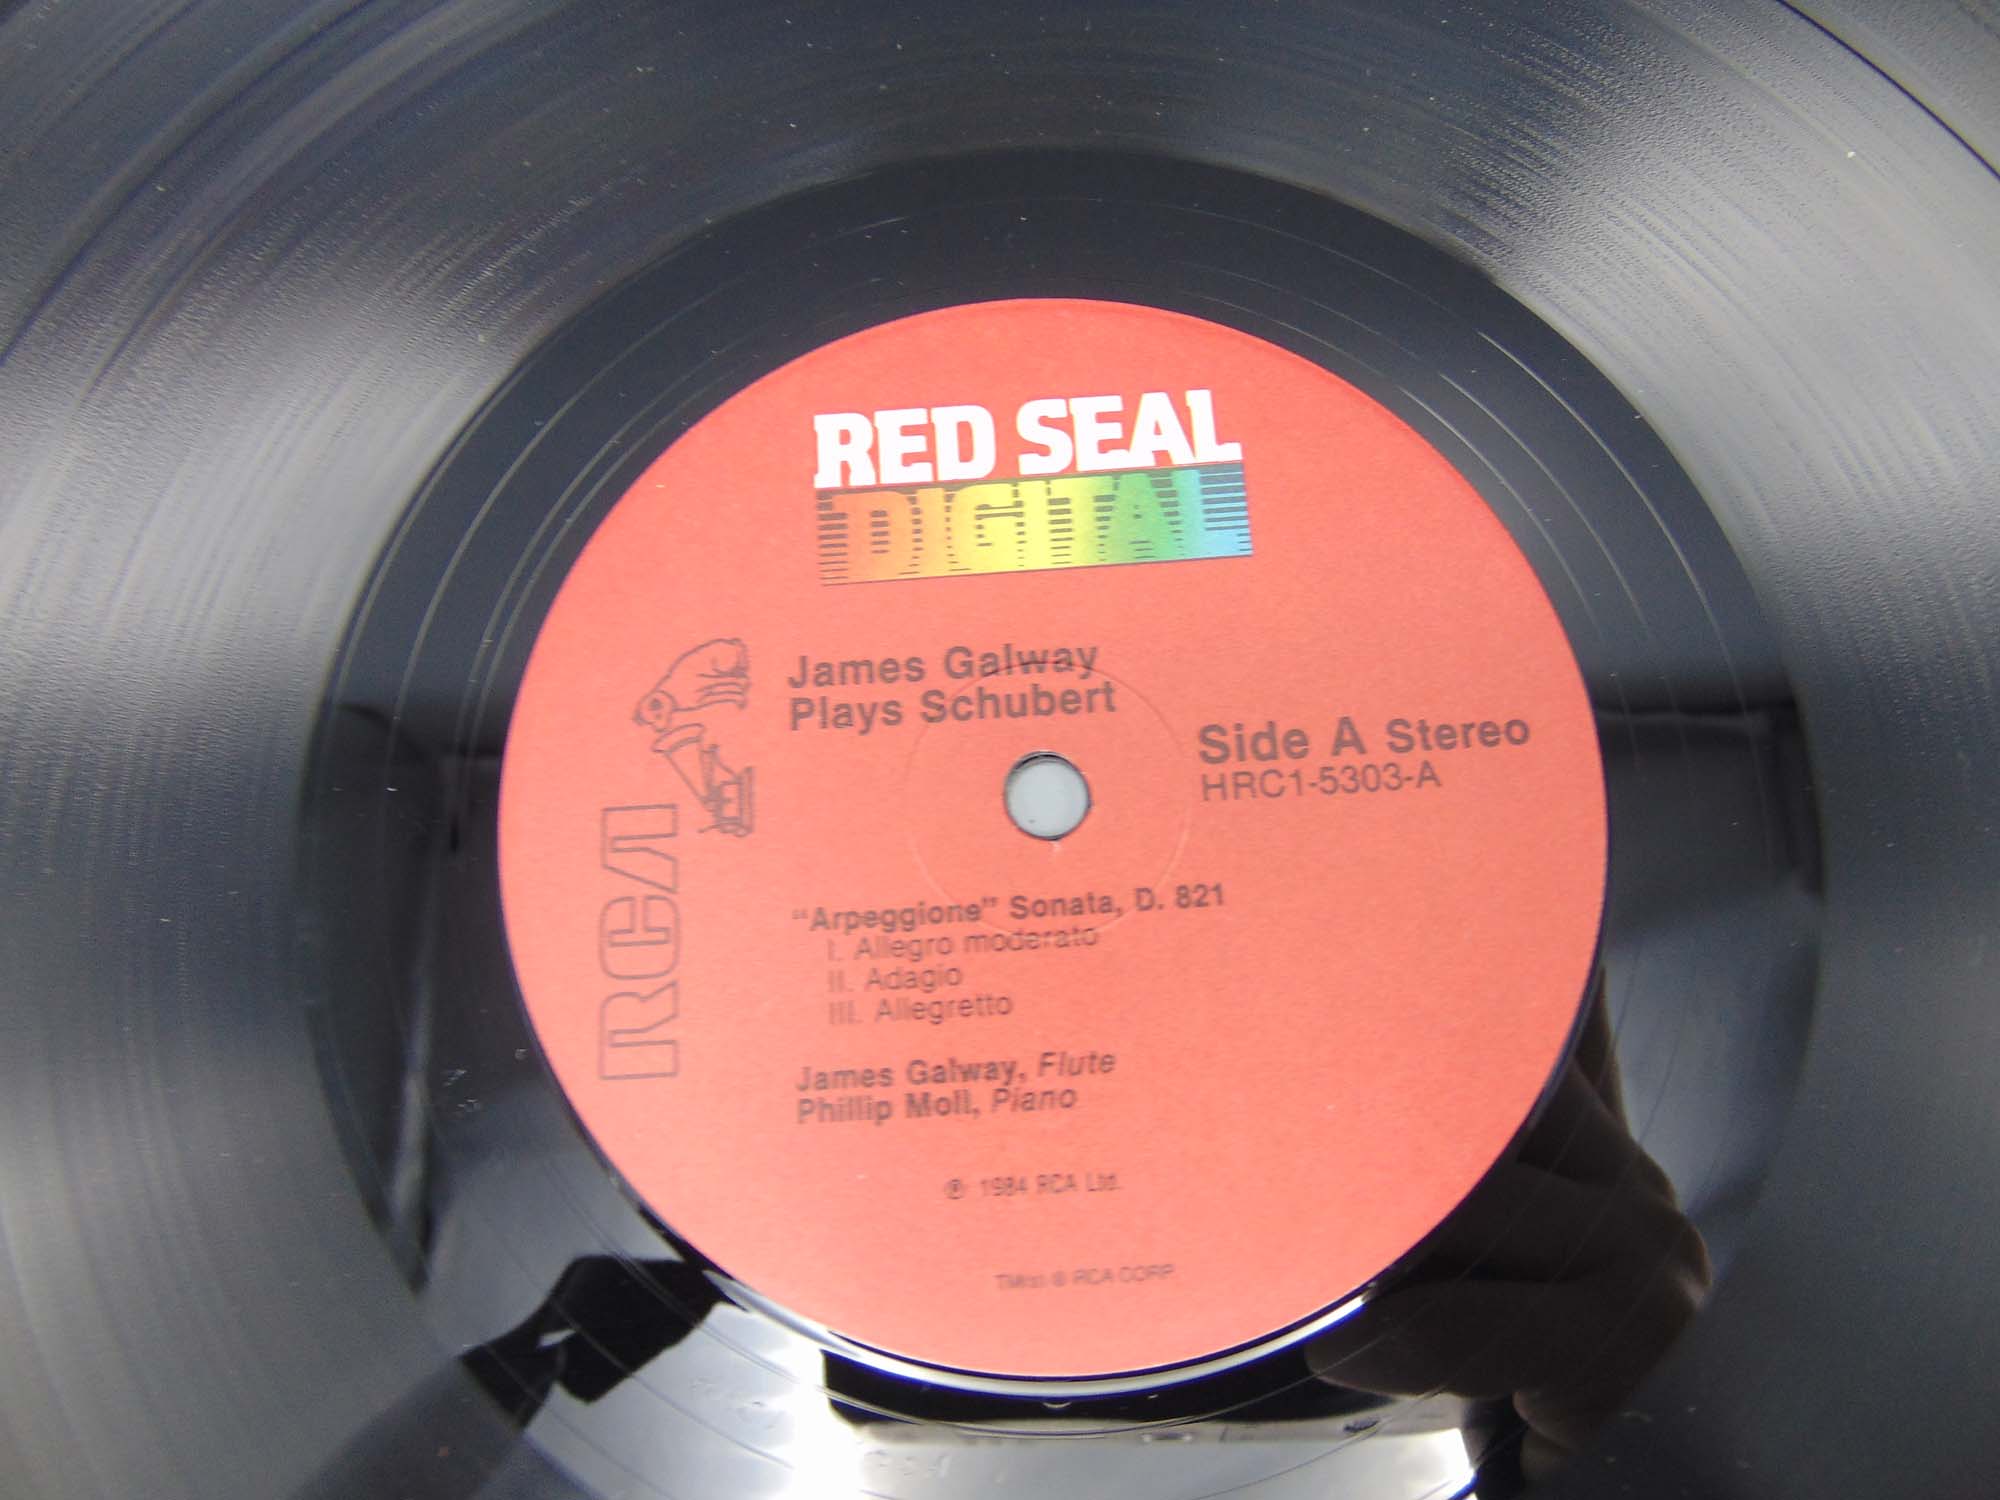 RED SEAL
DIGITAL
James Galway
Plays Schubert
Side A Stereo
HRC1-5303-A
RCA
"Arpeggione" Sonata, D. 821
I. Allegro moderato
II. Adagio
III. Allegretto
James Galway, Flute
Phillip Moll, Piano
℗ 1984 RCA Ltd.
TM(s) ® RCA CORP.